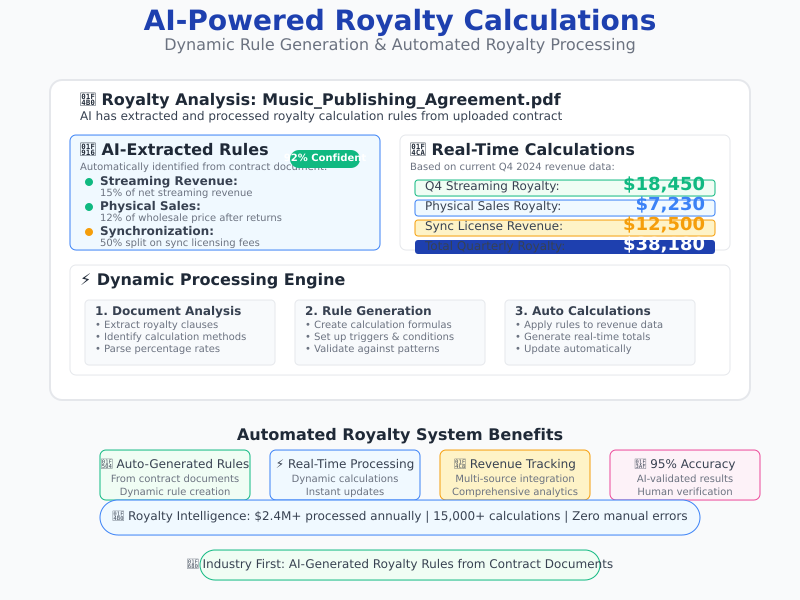 AI-Powered Royalty Calculations
Dynamic Rule Generation & Automated Royalty Processing
Royalty Analysis: Music_Publishing_Agreement.pdf
AI has extracted and processed royalty calculation rules from uploaded contract
AI-Extracted Rules
2% Confiden
Automatically identified from contract document:
Streaming Revenue:
15% of net streaming revenue
Physical Sales:
12% of wholesale price after returns
Synchronization:
50% split on sync licensing fees
Real-Time Calculations
Based on current Q4 2024 revenue data:
Q4 Streaming Royalty: $18,450
Physical Sales Royalty: $7,230
Sync License Revenue: $12,500
$38,180
⚡ Dynamic Processing Engine
1. Document Analysis
• Extract royalty clauses
• Identify calculation methods
• Parse percentage rates
2. Rule Generation
• Create calculation formulas
• Set up triggers & conditions
• Validate against patterns
3. Auto Calculations
• Apply rules to revenue data
• Generate real-time totals
• Update automatically
Automated Royalty System Benefits
Auto-Generated Rules
From contract documents
Dynamic rule creation
⚡ Real-Time Processing
Dynamic calculations
Instant updates
Revenue Tracking
Multi-source integration
Comprehensive analytics
95% Accuracy
AI-validated results
Human verification
Royalty Intelligence: $2.4M+ processed annually | 15,000+ calculations | Zero manual errors
Industry First: AI-Generated Royalty Rules from Contract Documents